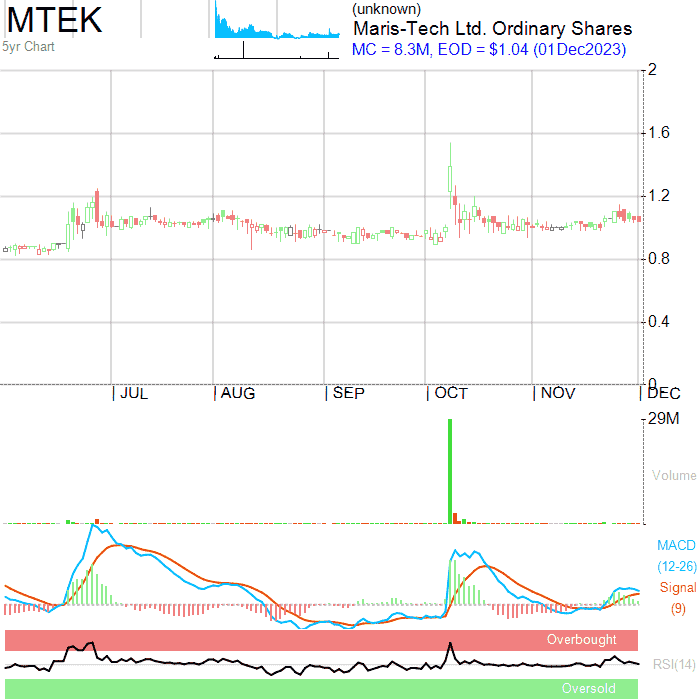 MTEK
5yr Chart
(unknown)
Maris-Tech Ltd. Ordinary Shares
MC = 8.3M, EOD = $1.04 (01Dec2023)
2
1.6
1.2
0.8
0.4
0
JUL
AUG
SEP
OCT
NOV
DEC
29M
Volume
MACD
(12-26)
Signal
(9)
Overbought
RSI(14)
Oversold